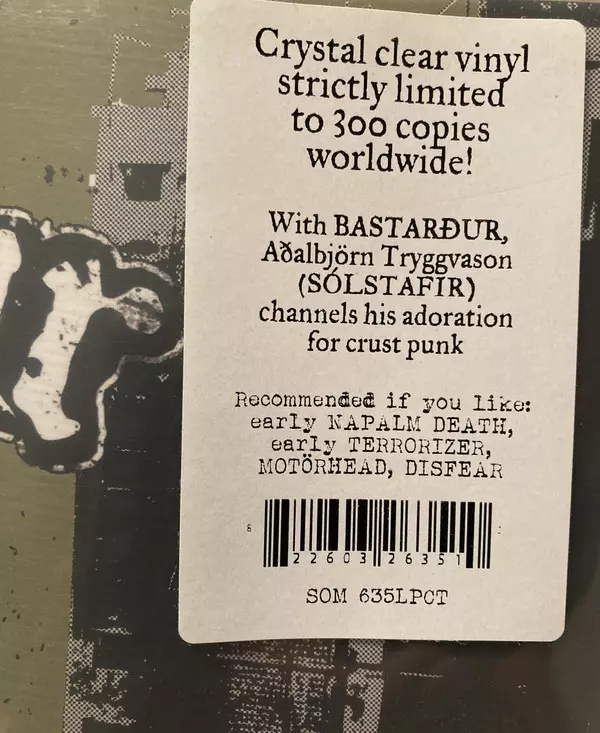 Crystal clear vinyl
strictly limited
to 300 copies
worldwide!
With BASTARÐUR,
Aðalbjörn Tryggvason
(SÓLSTAFIR)
channels his adoration
for crust punk
Recommended if you like:
early NAPALM DEATH,
early TERRORIZER,
MOTÖRHEAD, DISFEAR
8 22603 26351
SOM 635LPCT